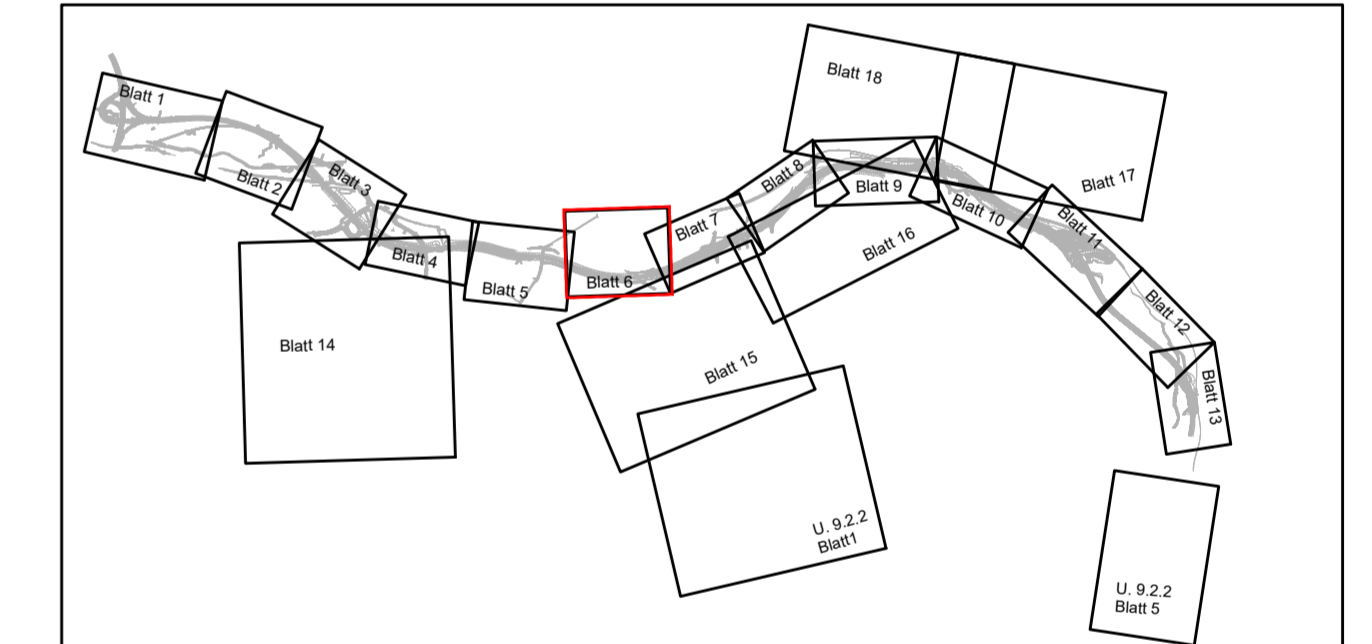 Blatt 1
Blatt 2
Blatt 3
Blatt 4
Blatt 5
Blatt 6
Blatt 7
Blatt 8
Blatt 9
Blatt 10
Blatt 11
Blatt 12
Blatt 13
Blatt 14
Blatt 15
Blatt 16
Blatt 17
Blatt 18
U. 9.2.2
Blatt1
U. 9.2.2
Blatt 5